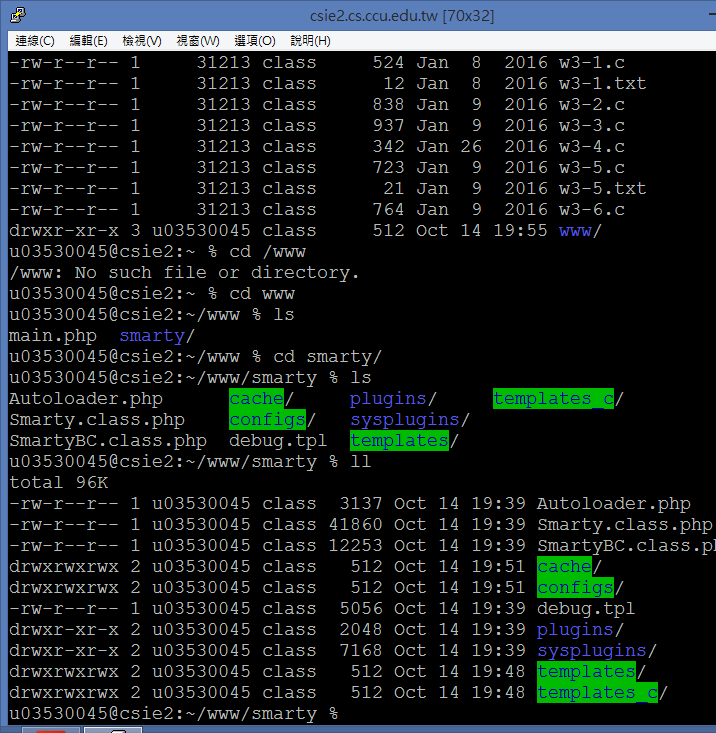 csie2.cs.ccu.edu.tw [70x32]
連線(C) 編輯(E) 檢視(V) 視窗(W) 選項(O) 說明(H)
-rw-r--r-- 1 31213 class 524 Jan 8 2016 w3-1.c
-rw-r--r-- 1 31213 class 12 Jan 8 2016 w3-1.txt
-rw-r--r-- 1 31213 class 838 Jan 9 2016 w3-2.c
-rw-r--r-- 1 31213 class 937 Jan 9 2016 w3-3.c
-rw-r--r-- 1 31213 class 342 Jan 26 2016 w3-4.c
-rw-r--r-- 1 31213 class 723 Jan 9 2016 w3-5.c
-rw-r--r-- 1 31213 class 21 Jan 9 2016 w3-5.txt
-rw-r--r-- 1 31213 class 764 Jan 9 2016 w3-6.c
drwxr-xr-x 3 u03530045 class 512 Oct 14 19:55 www/
u03530045@csie2:~ % cd /www
/www: No such file or directory.
u03530045@csie2:~ % cd www
u03530045@csie2:~/www % ls
main.php smarty/
u03530045@csie2:~/www % cd smarty/
u03530045@csie2:~/www/smarty % ls
Autoloader.php cache/ plugins/ templates_c/
Smarty.class.php configs/ sysplugins/
SmartyBC.class.php debug.tpl templates/
u03530045@csie2:~/www/smarty % ll
total 96K
-rw-r--r-- 1 u03530045 class 3137 Oct 14 19:39 Autoloader.php
-rw-r--r-- 1 u03530045 class 41860 Oct 14 19:39 Smarty.class.php
-rw-r--r-- 1 u03530045 class 12253 Oct 14 19:39 SmartyBC.class.ph
drwxrwxrwx 2 u03530045 class 512 Oct 14 19:51 cache/
drwxrwxrwx 2 u03530045 class 512 Oct 14 19:51 configs/
-rw-r--r-- 1 u03530045 class 5056 Oct 14 19:39 debug.tpl
drwxr-xr-x 2 u03530045 class 2048 Oct 14 19:39 plugins/
drwxr-xr-x 2 u03530045 class 7168 Oct 14 19:39 sysplugins/
drwxrwxrwx 2 u03530045 class 512 Oct 14 19:48 templates/
drwxrwxrwx 2 u03530045 class 512 Oct 14 19:48 templates_c/
u03530045@csie2:~/www/smarty %